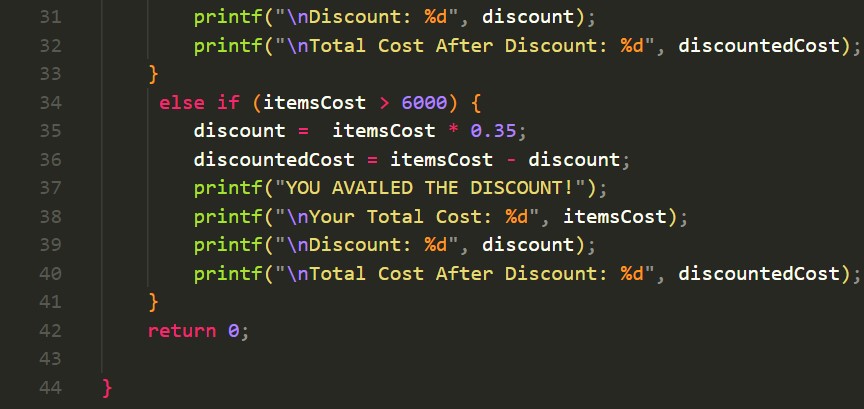 31 printf("\nDiscount: %d", discount);
32 printf("\nTotal Cost After Discount: %d", discountedCost);
33 }
34 else if (itemsCost > 6000) {
35 discount =  itemsCost * 0.35;
36 discountedCost = itemsCost - discount;
37 printf("YOU AVAILED THE DISCOUNT!");
38 printf("\nYour Total Cost: %d", itemsCost);
39 printf("\nDiscount: %d", discount);
40 printf("\nTotal Cost After Discount: %d", discountedCost);
41 }
42 return 0;
43
44 }